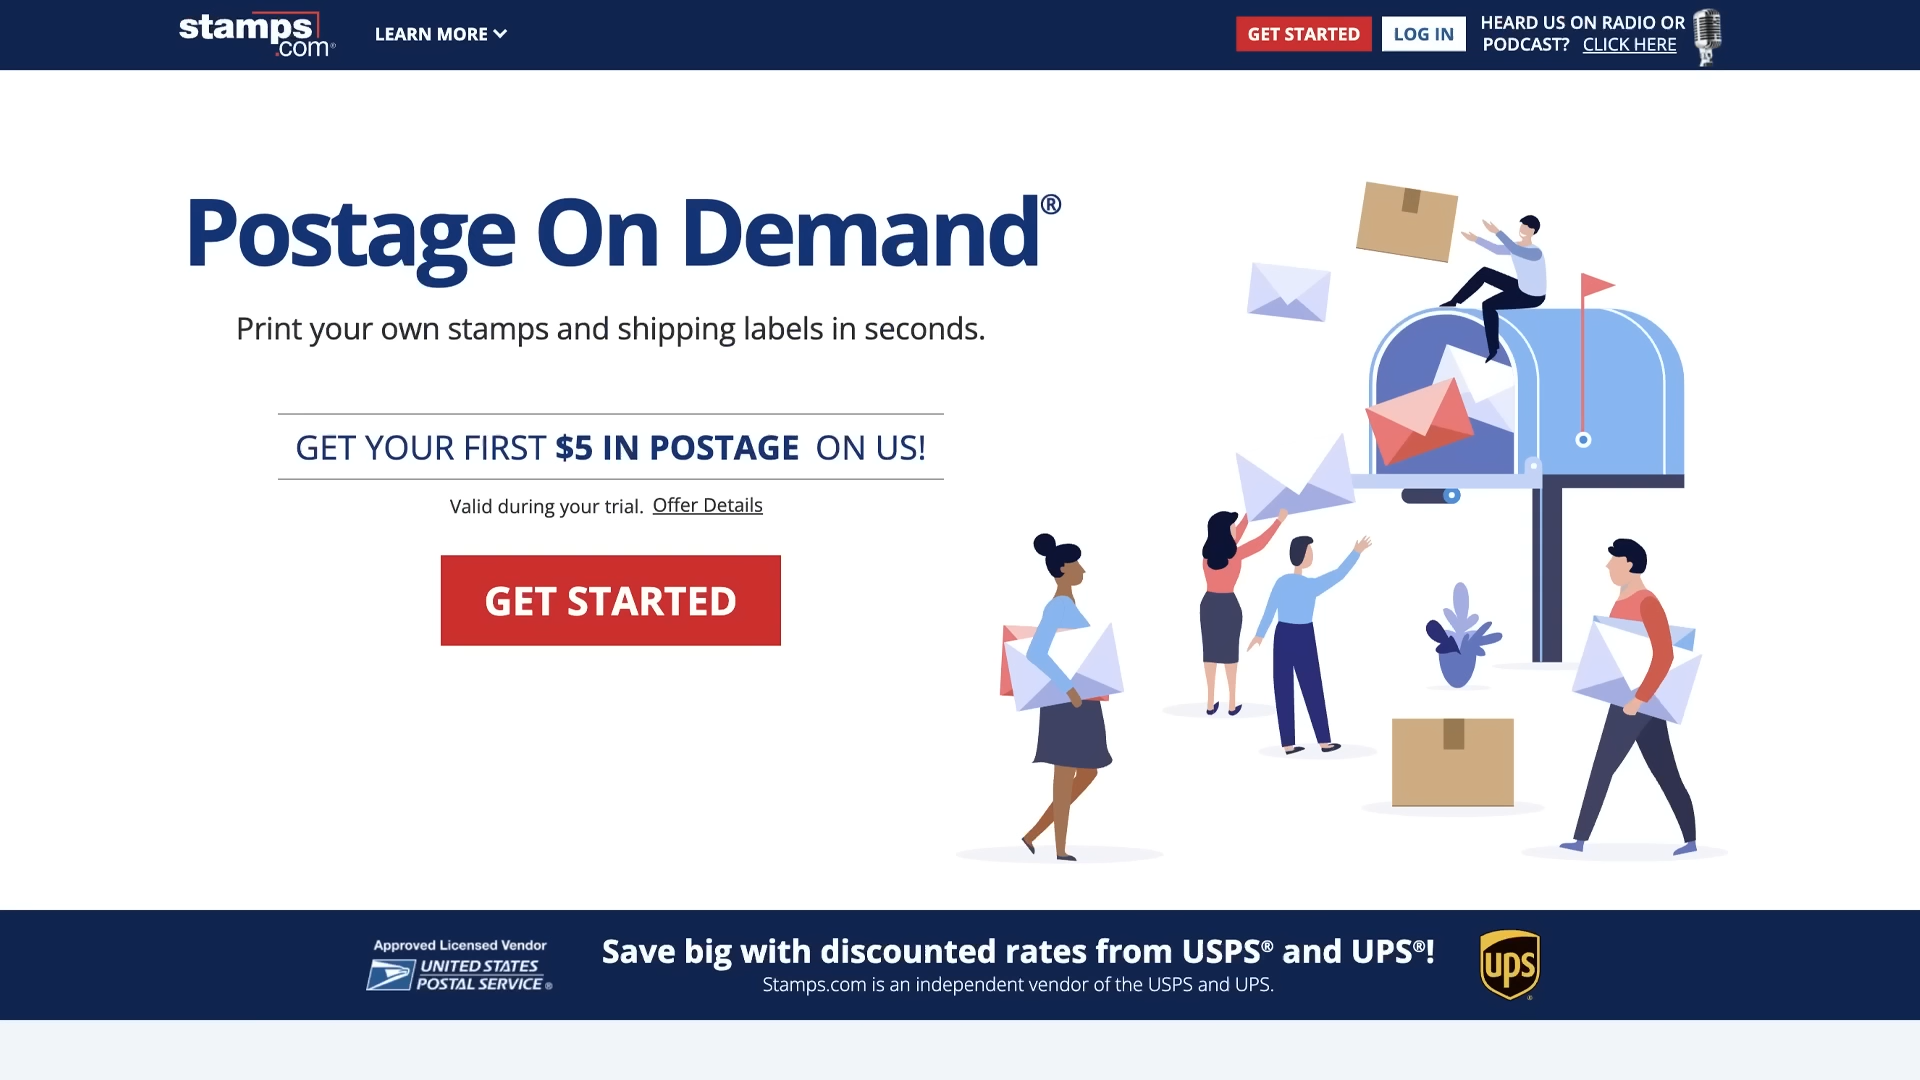 stamps
.com®
LEARN MORE
GET STARTED
LOG IN
HEARD US ON RADIO OR
PODCAST? CLICK HERE
Postage On Demand®
Print your own stamps and shipping labels in seconds.
GET YOUR FIRST $5 IN POSTAGE ON US!
Valid during your trial. Offer Details
GET STARTED
Approved Licensed Vendor
UNITED STATES
POSTAL SERVICE®
Save big with discounted rates from USPS® and UPS®!
Stamps.com is an independent vendor of the USPS and UPS.
ups